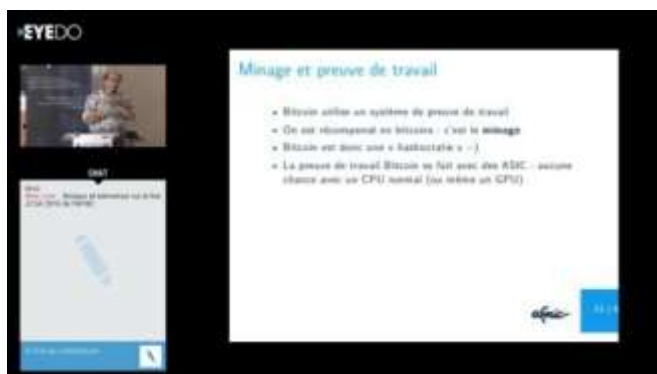 EYEDO
Minage et preuve de travail
Bitcoin utilise un système de preuve de travail
On est récompensé en bitcoins : c'est le minage
Bitcoin est donc une « hashocratie » :-)
La preuve de travail Bitcoin se fait avec des ASIC : aucune
chance avec un CPU normal (ou même un GPU)
CHAT
afnic